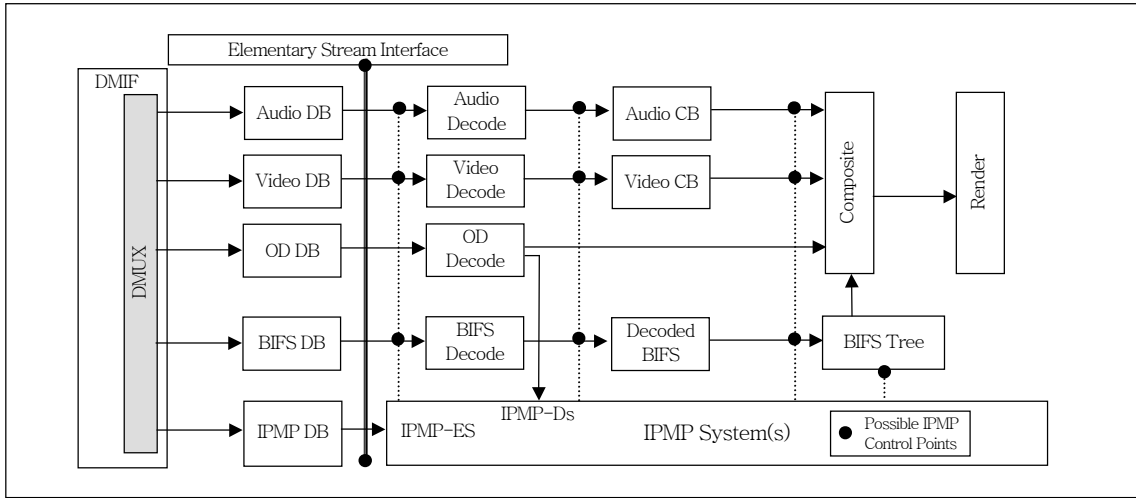 Elementary Stream Interface
DMIF
DMUX
Audio DB
Audio
Decode
Audio CB
Video DB
Video
Decode
Video CB
OD DB
OD
Decode
Composite
Render
BIFS DB
BIFS
Decode
Decoded
BIFS
BIFS Tree
IPMP DB
IPMP-ES
IPMP-Ds
IPMP System(s)
Possible IPMP
Control Points